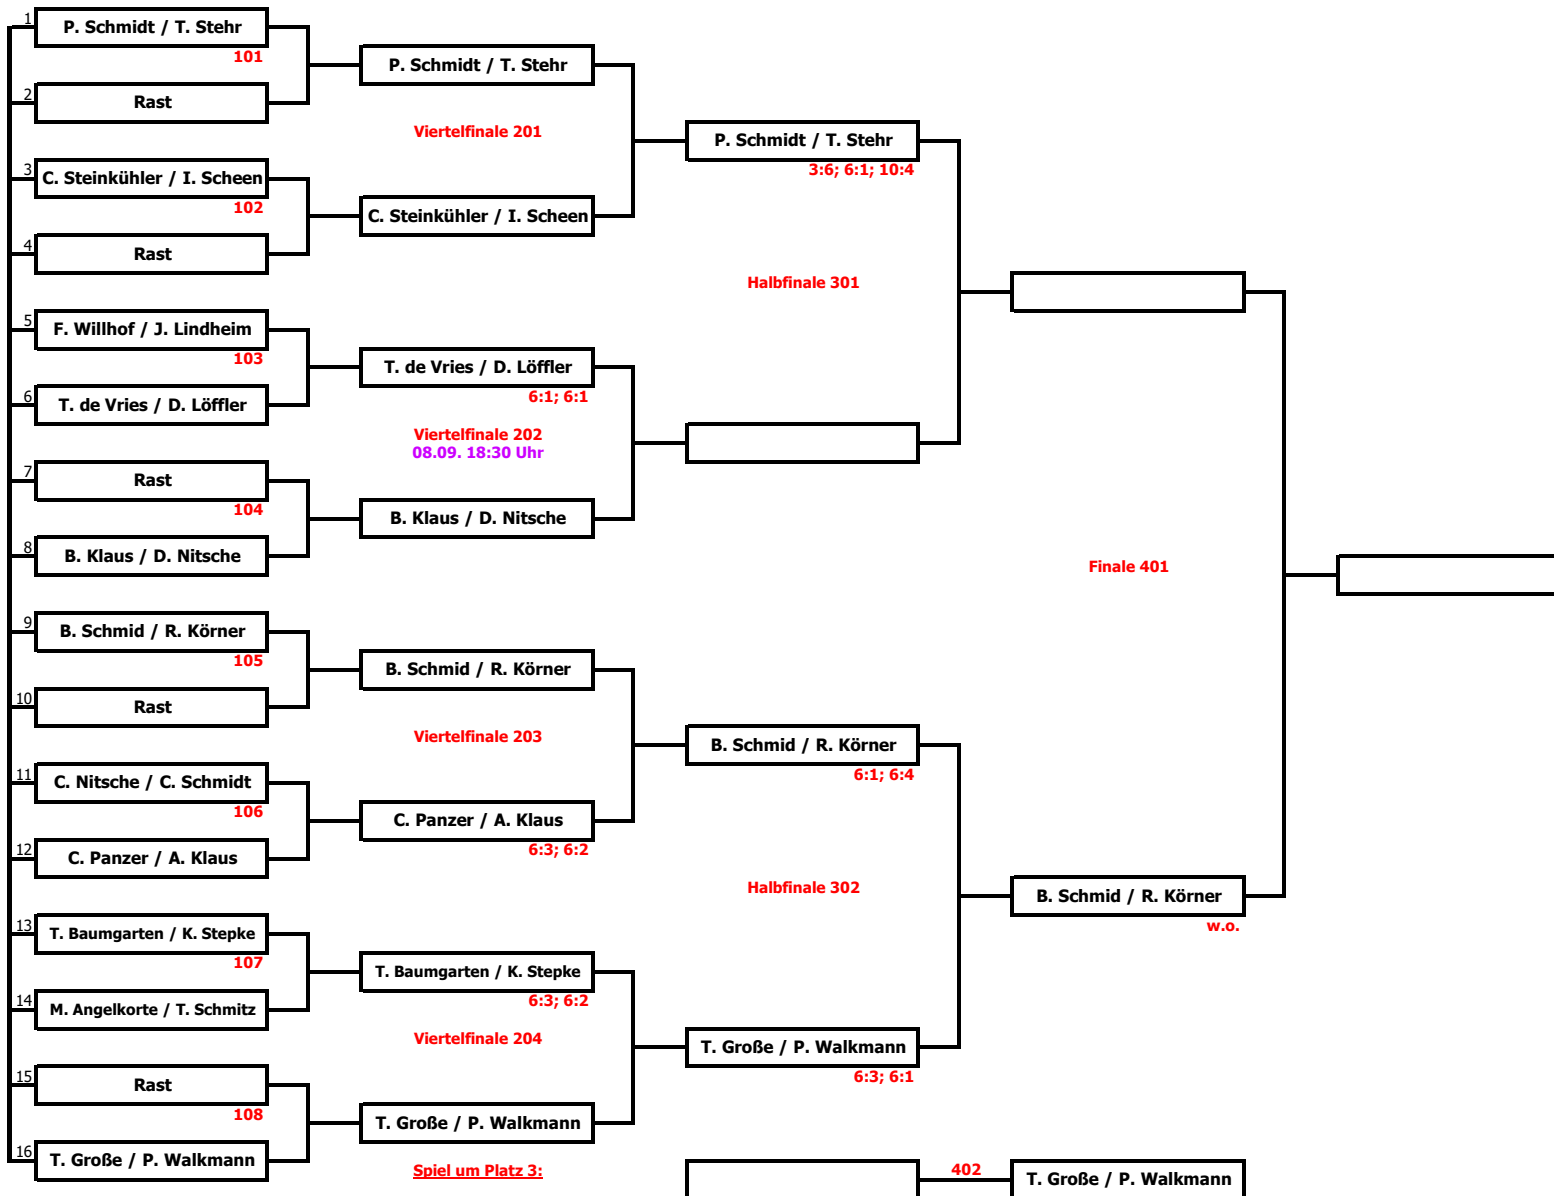 1
P. Schmidt / T. Stehr
101
2
Rast
3
C. Steinkühler / I. Scheen
102
4
Rast
5
F. Willhof / J. Lindheim
103
6
T. de Vries / D. Löffler
7
Rast
104
8
B. Klaus / D. Nitsche
9
B. Schmid / R. Körner
105
10
Rast
11
C. Nitsche / C. Schmidt
106
12
C. Panzer / A. Klaus
13
T. Baumgarten / K. Stepke
107
14
M. Angelkorte / T. Schmitz
15
Rast
108
16
T. Große / P. Walkmann
P. Schmidt / T. Stehr
Viertelfinale 201
C. Steinkühler / I. Scheen
T. de Vries / D. Löffler
6:1; 6:1
Viertelfinale 202
08.09. 18:30 Uhr
B. Klaus / D. Nitsche
B. Schmid / R. Körner
Viertelfinale 203
C. Panzer / A. Klaus
6:3; 6:2
T. Baumgarten / K. Stepke
6:3; 6:2
Viertelfinale 204
T. Große / P. Walkmann
Spiel um Platz 3:
P. Schmidt / T. Stehr
3:6; 6:1; 10:4
Halbfinale 301
B. Schmid / R. Körner
6:1; 6:4
Halbfinale 302
T. Große / P. Walkmann
6:3; 6:1
402
Finale 401
B. Schmid / R. Körner
w.o.
T. Große / P. Walkmann